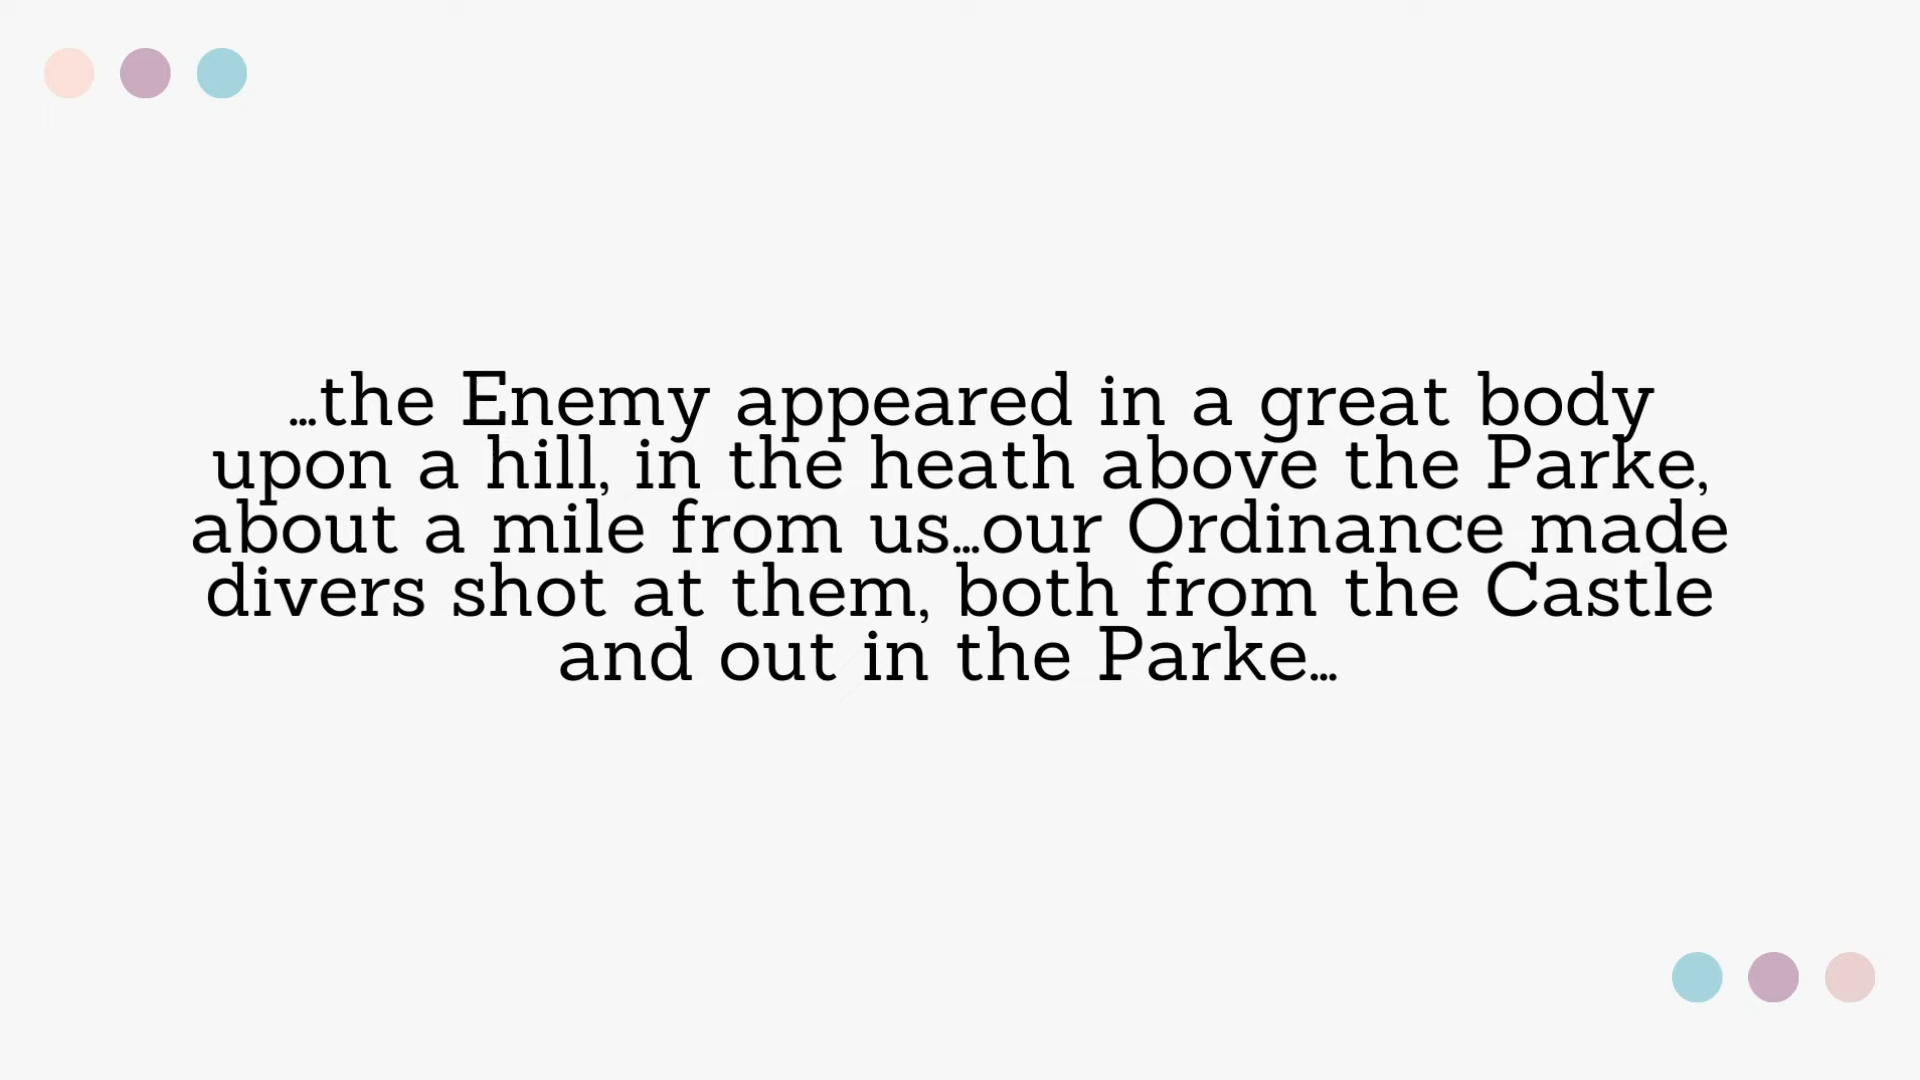 ...the Enemy appeared in a great body
upon a hill, in the heath above the Parke,
about a mile from us...our Ordinance made
divers shot at them, both from the Castle
and out in the Parke...